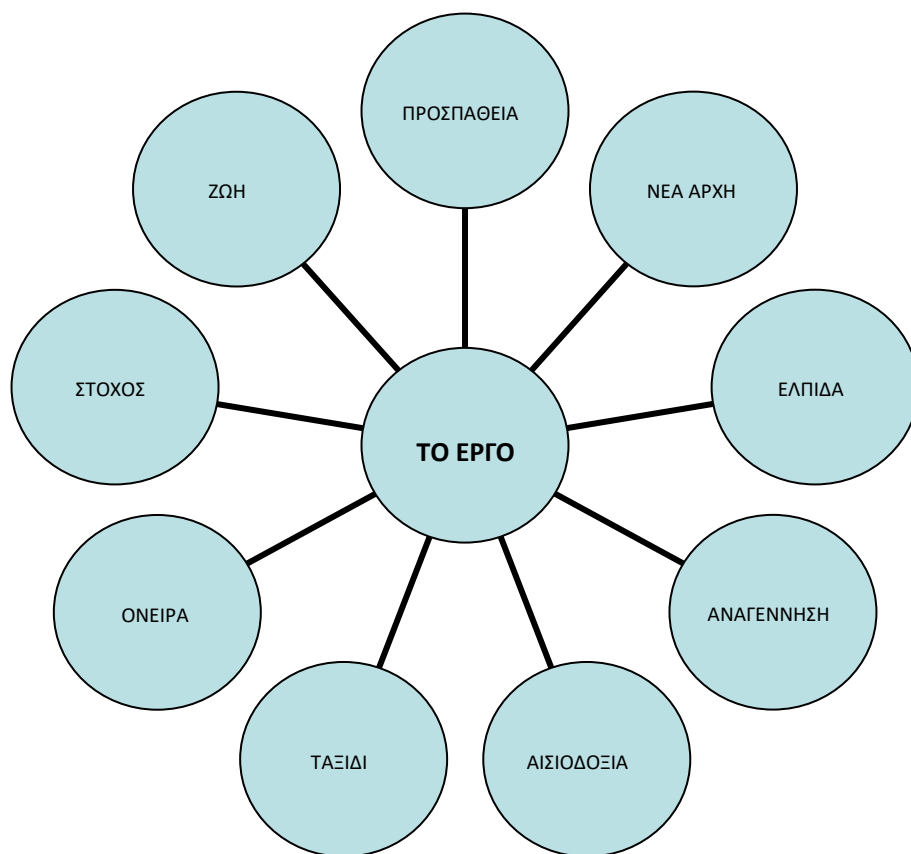 ΠΡΟΣΠΑΘΕΙΑ
ΖΩΗ
ΝΕΑ ΑΡΧΗ
ΣΤΟΧΟΣ
ΕΛΠΙΔΑ
ΤΟ ΕΡΓΟ
ΟΝΕΙΡΑ
ΑΝΑΓΕΝΝΗΣΗ
ΤΑΞΙΔΙ
ΑΙΣΙΟΔΟΞΙΑ